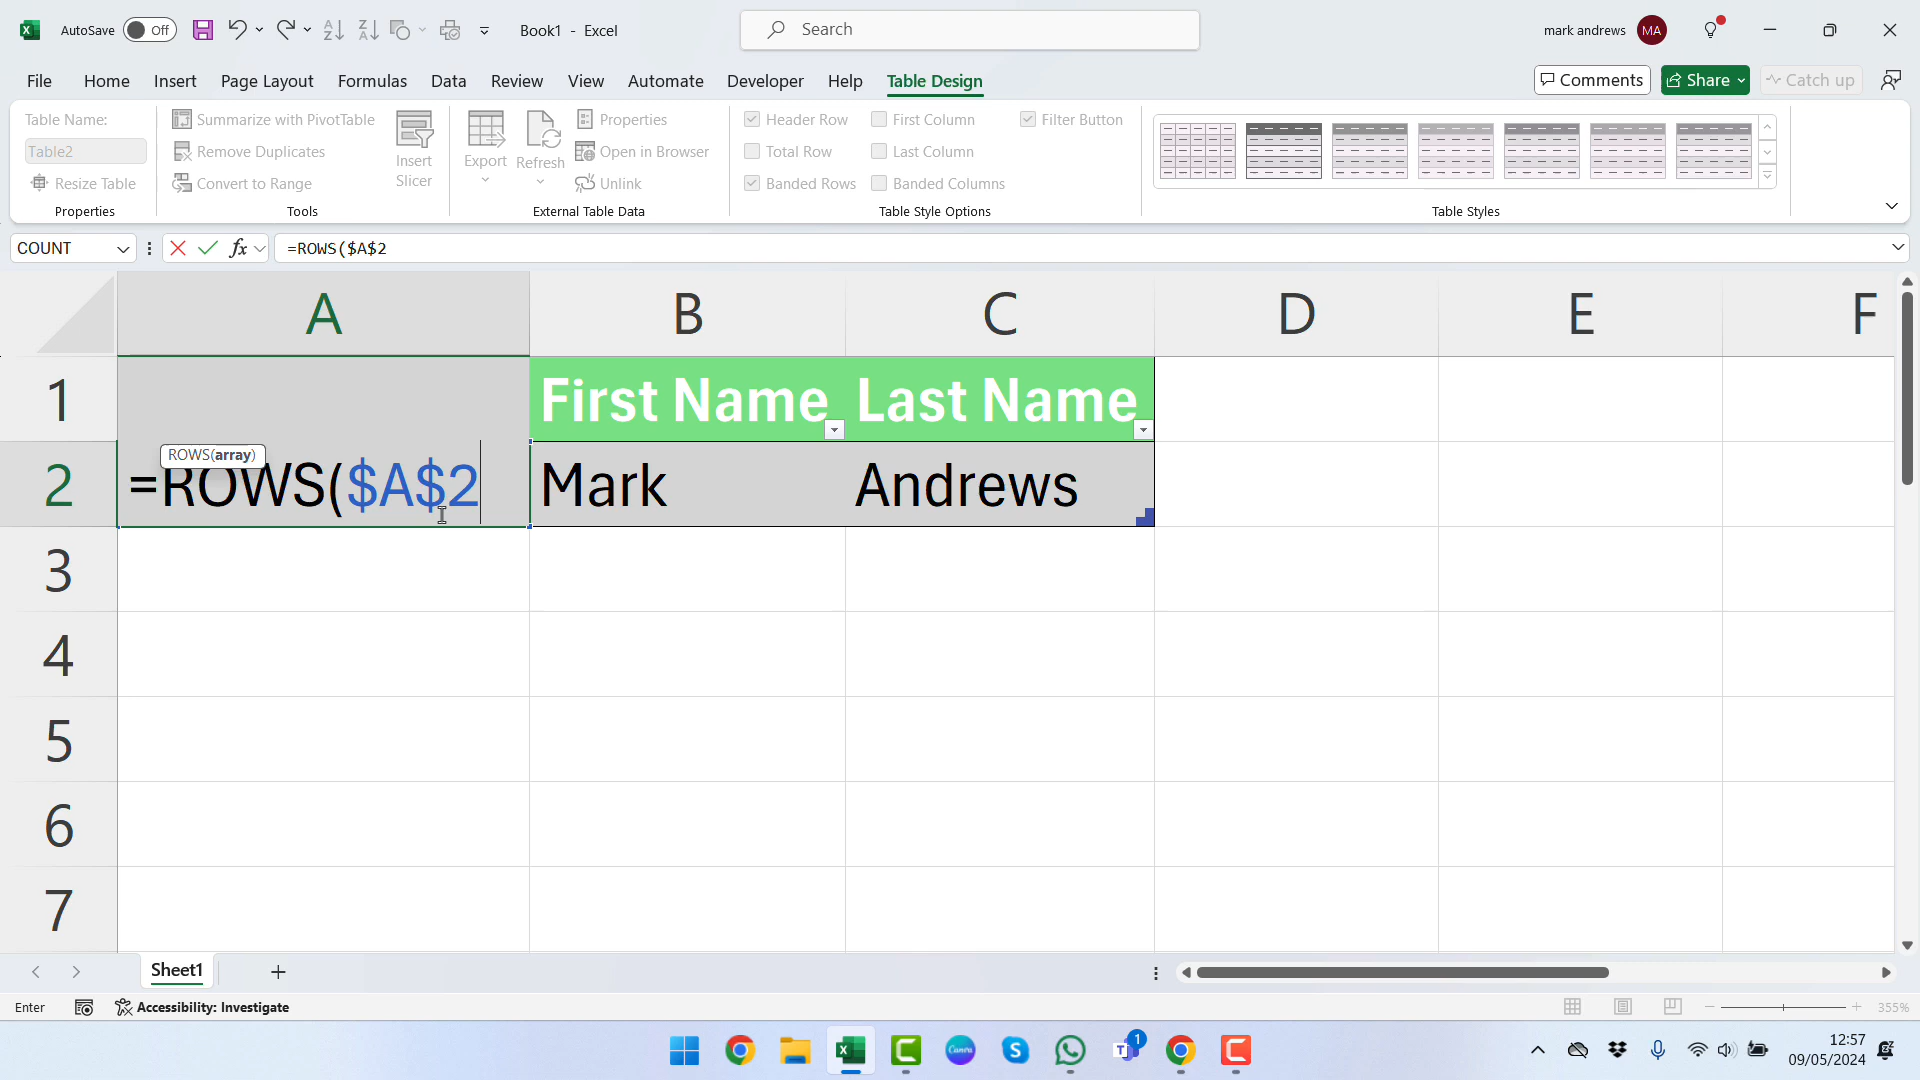 AutoSave Off Book1 - Excel Search mark andrews MA
File Home Insert Page Layout Formulas Data Review View Automate Developer Help Table Design Comments Share Catch up
Table Name:
Table2
Resize Table
Properties
Summarize with PivotTable
Remove Duplicates
Convert to Range
Tools
Insert
Slicer
Export
Refresh
Properties
Open in Browser
Unlink
External Table Data
Header Row
Total Row
Banded Rows
First Column
Last Column
Banded Columns
Filter Button
Table Style Options
Table Styles
COUNT fx =ROWS($A$2
A B C D E F
1 First Name Last Name
ROWS(array)
2 =ROWS($A$2 Mark Andrews
3
4
5
6
7
Sheet1
Enter Accessibility: Investigate 355%
Canva
1
12:57
09/05/2024